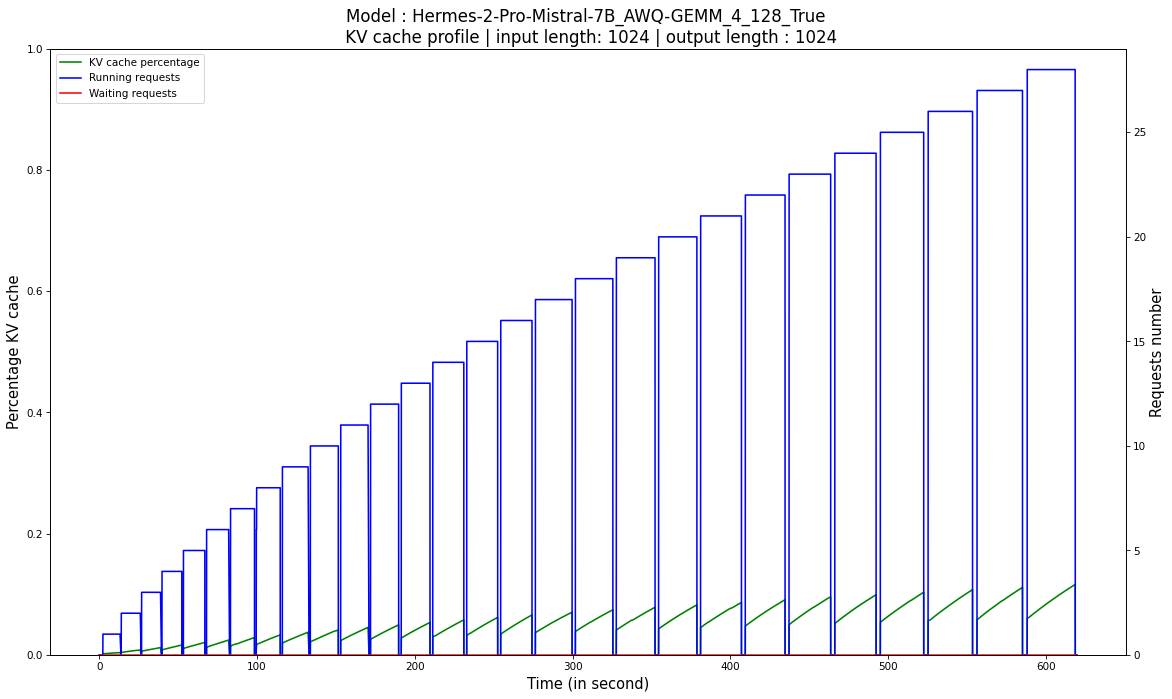 Model : Hermes-2-Pro-Mistral-7B_AWQ-GEMM_4_128_True
KV cache profile | input length: 1024 | output length : 1024
KV cache percentage
Running requests
Waiting requests
Percentage KV cache
1.0
0.8
0.6
0.4
0.2
0.0
Requests number
25
20
15
10
5
0
0 100 200 300 400 500 600
Time (in second)